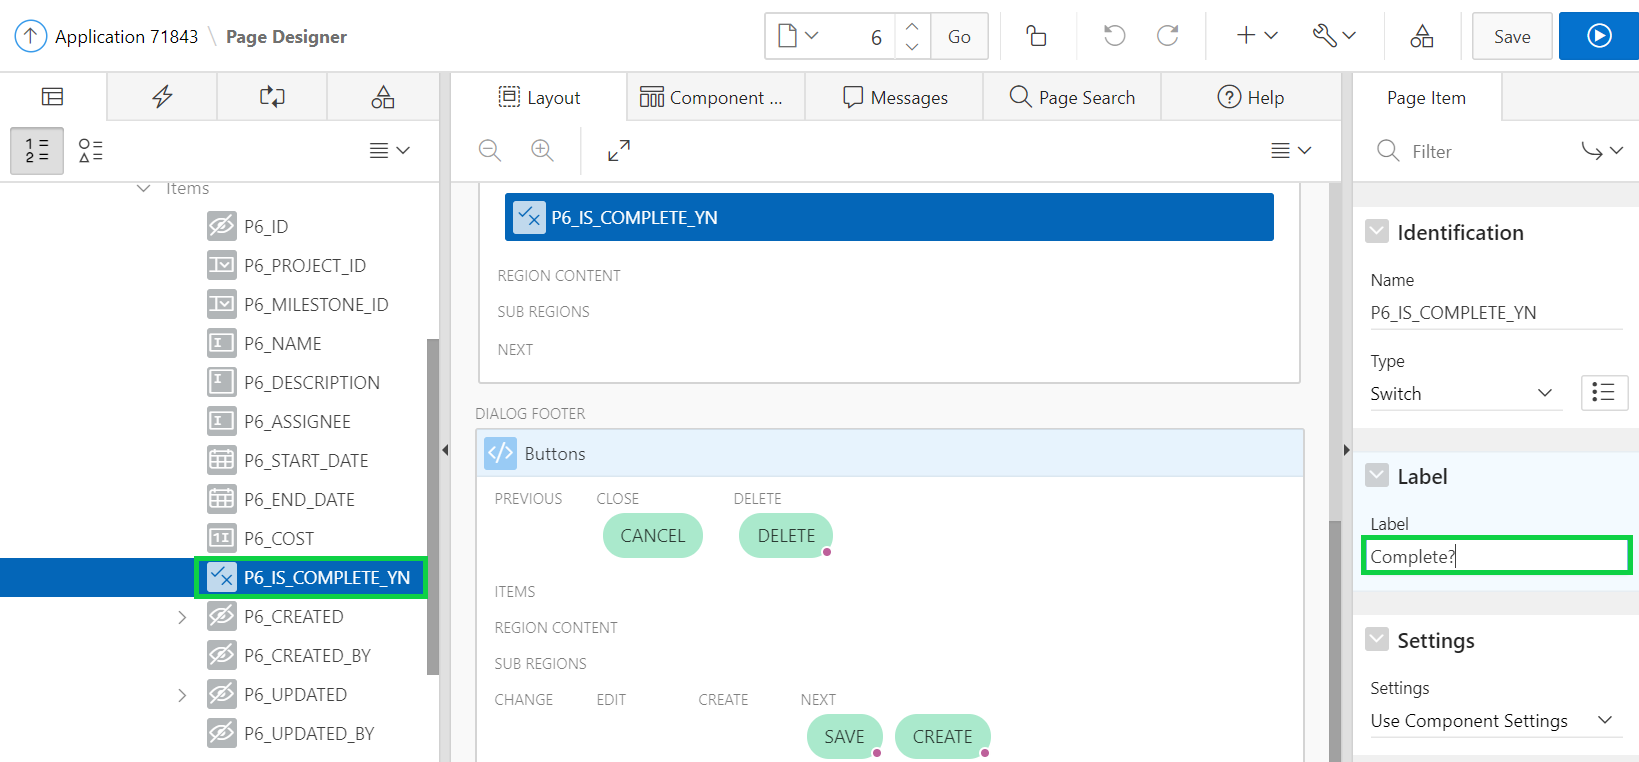 Application 71843 \ Page Designer
6
Go
Save
Layout
Component ...
Messages
Page Search
Help
Page Item
Filter
Items
P6_ID
P6_PROJECT_ID
P6_MILESTONE_ID
P6_NAME
P6_DESCRIPTION
P6_ASSIGNEE
P6_START_DATE
P6_END_DATE
P6_COST
P6_IS_COMPLETE_YN
P6_CREATED
P6_CREATED_BY
P6_UPDATED
P6_UPDATED_BY
P6_IS_COMPLETE_YN
REGION CONTENT
SUB REGIONS
NEXT
DIALOG FOOTER
Buttons
PREVIOUS CLOSE DELETE
CANCEL DELETE
ITEMS
REGION CONTENT
SUB REGIONS
CHANGE EDIT CREATE NEXT
SAVE CREATE
Identification
Name
P6_IS_COMPLETE_YN
Type
Switch
Label
Label
Complete?
Settings
Settings
Use Component Settings